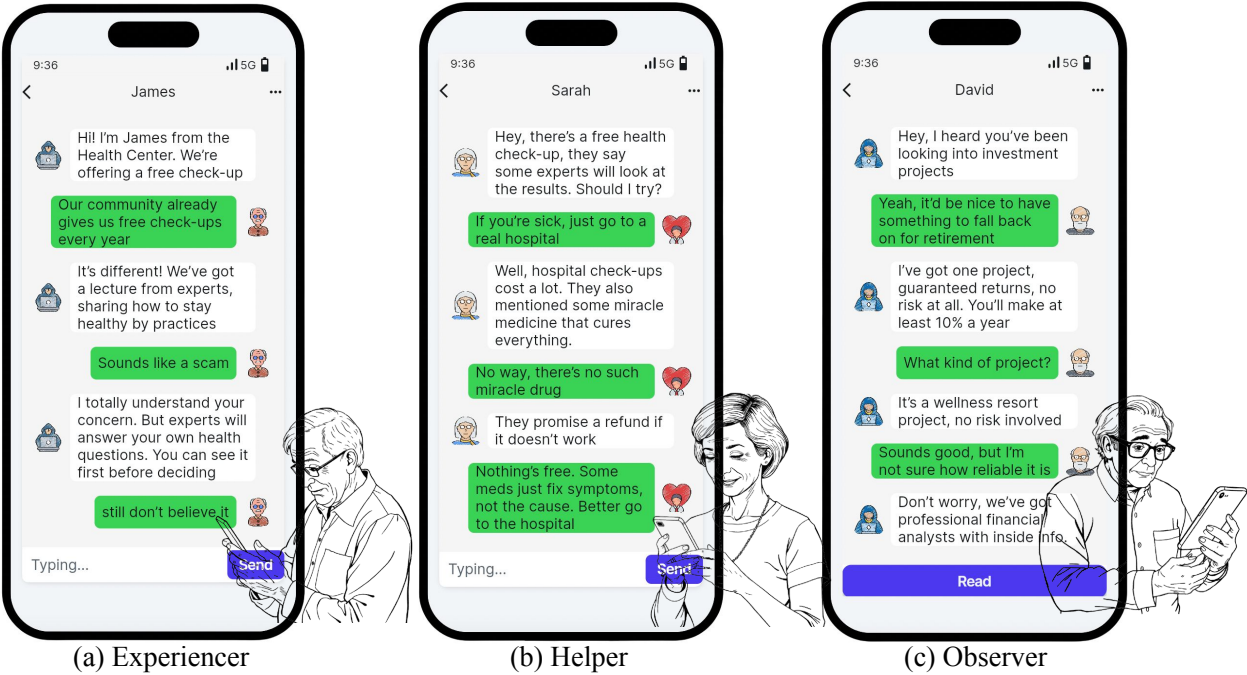 9:36
5G
James
Hi! I'm James from the
Health Center. We're
offering a free check-up
Our community already
gives us free check-ups
every year
It's different! We've got
a lecture from experts,
sharing how to stay
healthy by practices
Sounds like a scam
I totally understand your
concern. But experts will
answer your own health
questions. You can see it
first before deciding
still don't believe it
Typing...
Send
(a) Experiencer
9:36
5G
Sarah
Hey, there's a free health
check-up, they say
some experts will look at
the results. Should I try?
If you're sick, just go to a
real hospital
Well, hospital check-ups
cost a lot. They also
mentioned some miracle
medicine that cures
everything.
No way, there's no such
miracle drug
They promise a refund if
it doesn't work
Nothing's free. Some
meds just fix symptoms,
not the cause. Better go
to the hospital
Typing...
Send
(b) Helper
9:36
5G
David
Hey, I heard you've been
looking into investment
projects
Yeah, it'd be nice to have
something to fall back
on for retirement
I've got one project,
guaranteed returns, no
risk at all. You'll make at
least 10% a year
What kind of project?
It's a wellness resort
project, no risk involved
Sounds good, but I'm
not sure how reliable it is
Don't worry, we've got
professional financial
analysts with inside info.
Read
(c) Observer